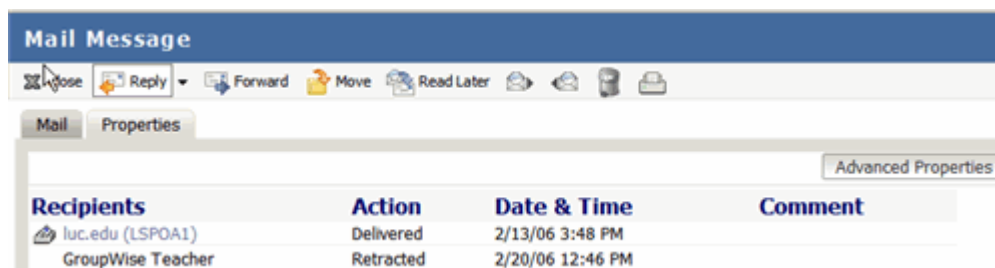 Mail Message
Close Reply Forward Move Read Later
Mail Properties
Advanced Properties
Recipients Action Date & Time Comment
luc.edu (LSPOA1) Delivered 2/13/06 3:48 PM
GroupWise Teacher Retracted 2/20/06 12:46 PM